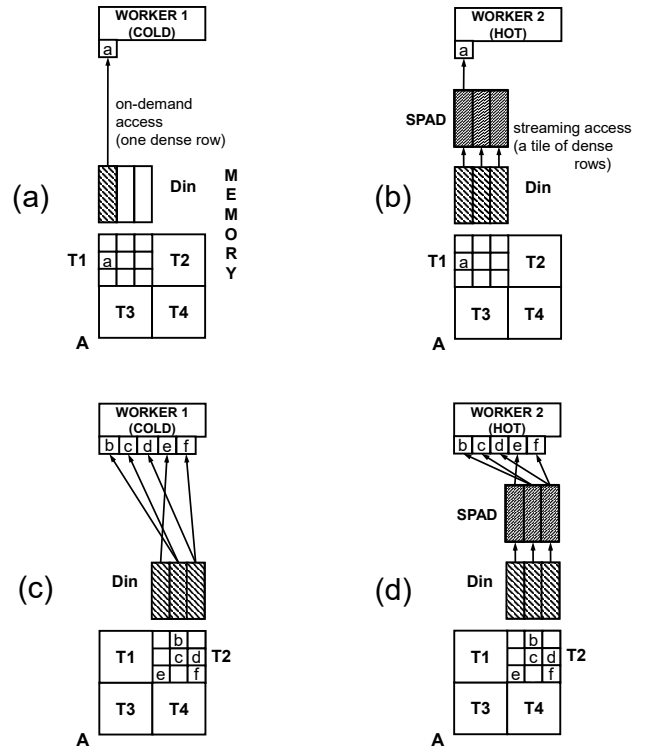 WORKER 1
(COLD)
a
on-demand
access
(one dense row)
Din
MEMORY
(a)
T1
a
T2
T3
T4
A
WORKER 2
(HOT)
a
SPAD
streaming access
(a tile of dense
rows)
Din
(b)
T1
a
T2
T3
T4
A
WORKER 1
(COLD)
b c d e f
Din
(c)
b
T1
c d
T2
e f
T3
T4
A
WORKER 2
(HOT)
b c d e f
SPAD
Din
(d)
b
T1
c d
T2
e f
T3
T4
A